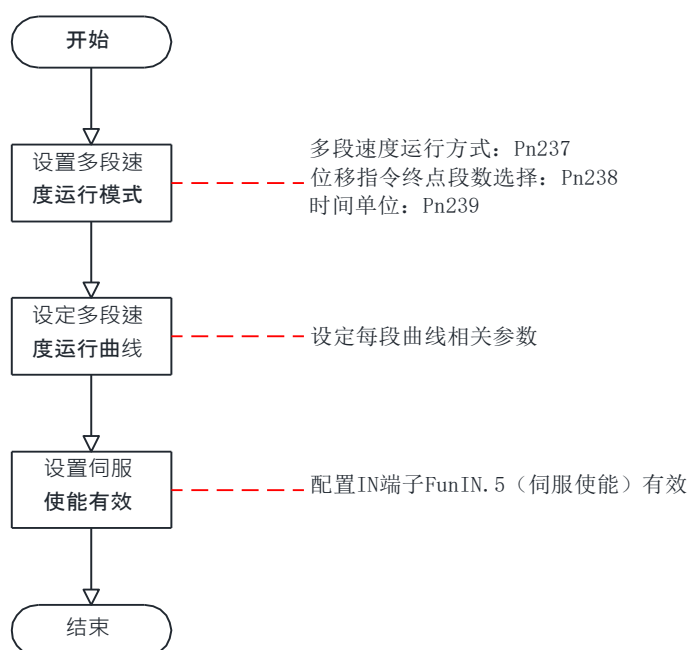 开始
设置多段速
度运行模式
多段速度运行方式：Pn237
位移指令终点段数选择：Pn238
时间单位：Pn239
设定多段速
度运行曲线
设定每段曲线相关参数
设置伺服
使能有效
配置IN端子FunIN.5（伺服使能）有效
结束